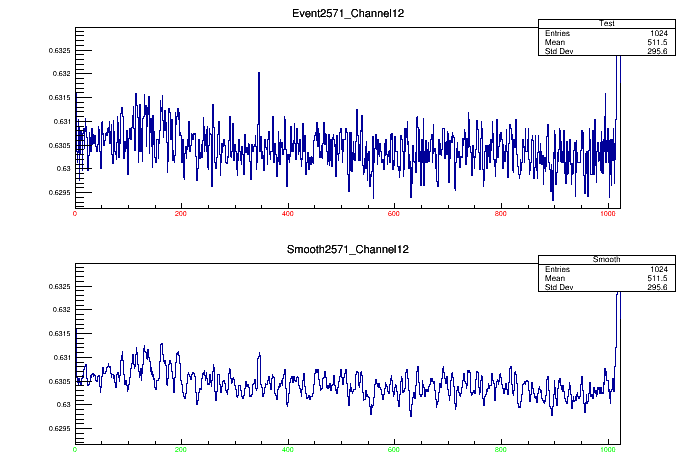 Event2571_Channel12
Test
Entries 1024
Mean 511.5
Std Dev 295.6
0.6325
0.632
0.6315
0.631
0.6305
0.63
0.6295
0 200 400 600 800 1000
Smooth2571_Channel12
Smooth
Entries 1024
Mean 511.5
Std Dev 295.6
0.6325
0.632
0.6315
0.631
0.6305
0.63
0.6295
0 200 400 600 800 1000